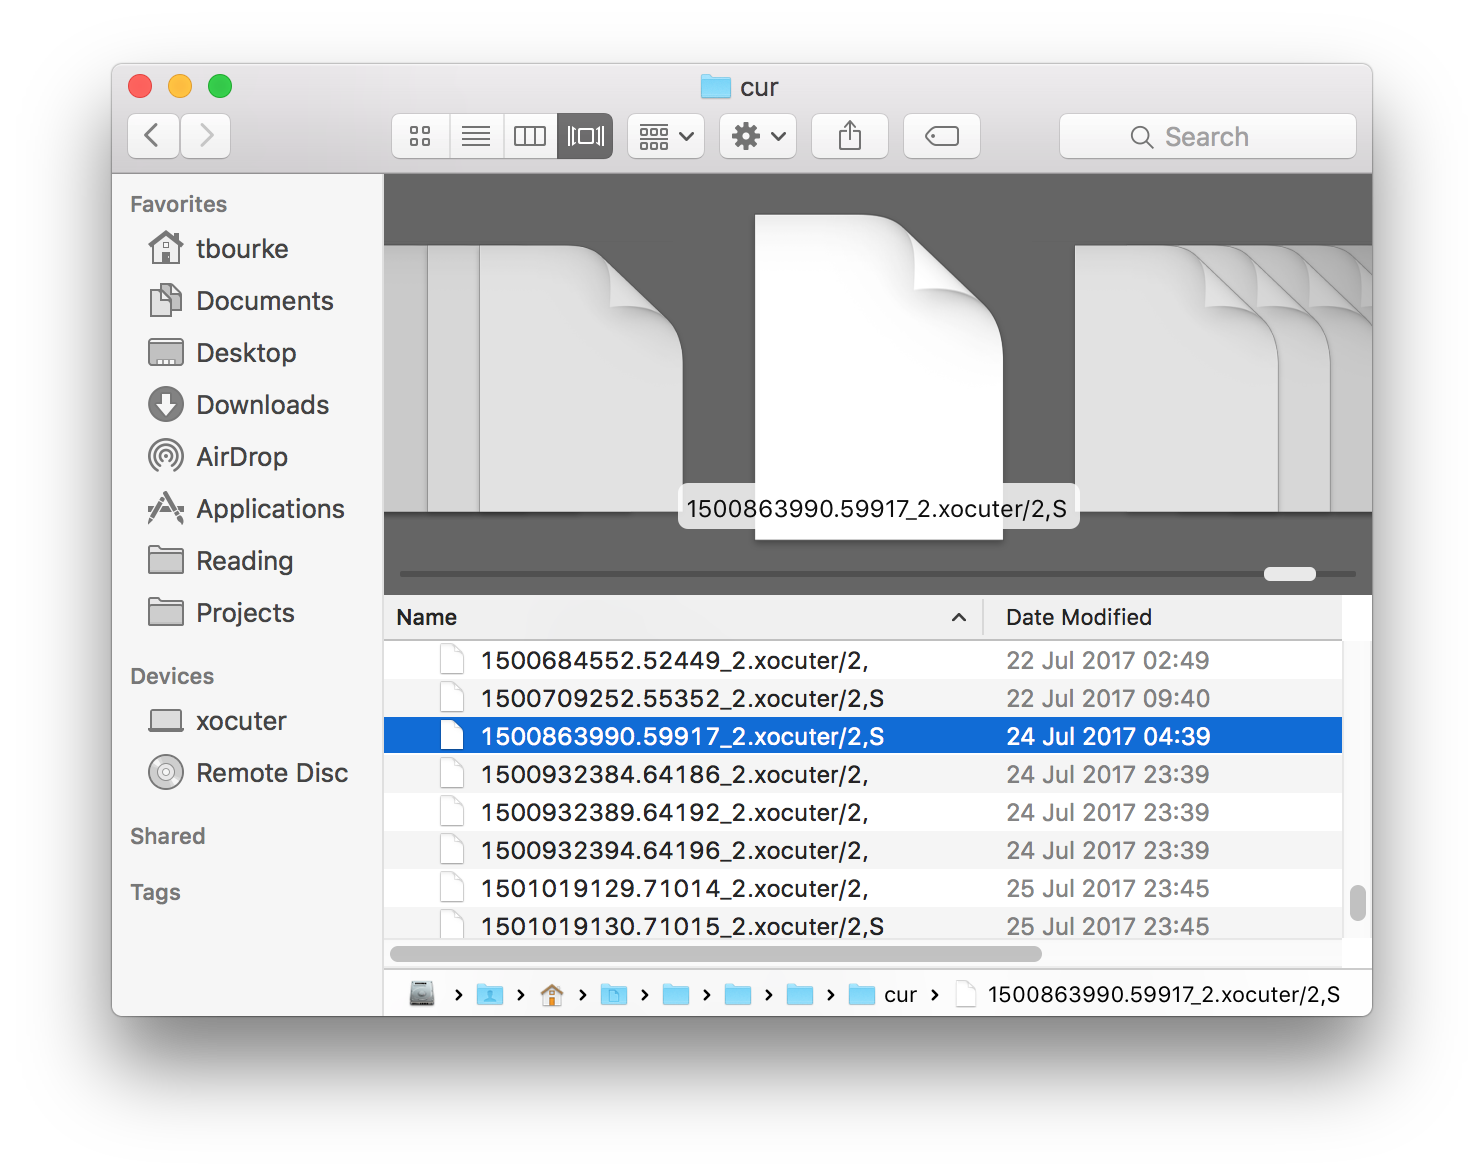 cur
Search
Favorites
tbourke
Documents
Desktop
Downloads
AirDrop
Applications
Reading
Projects
Devices
xocuter
Remote Disc
Shared
Tags
1500863990.59917_2.xocuter/2,S
Name Date Modified
1500684552.52449_2.xocuter/2, 22 Jul 2017 02:49
1500709252.55352_2.xocuter/2,S 22 Jul 2017 09:40
1500863990.59917_2.xocuter/2,S 24 Jul 2017 04:39
1500932384.64186_2.xocuter/2, 24 Jul 2017 23:39
1500932389.64192_2.xocuter/2, 24 Jul 2017 23:39
1500932394.64196_2.xocuter/2, 24 Jul 2017 23:39
1501019129.71014_2.xocuter/2, 25 Jul 2017 23:45
1501019130.71015_2.xocuter/2,S 25 Jul 2017 23:45
cur › 1500863990.59917_2.xocuter/2,S